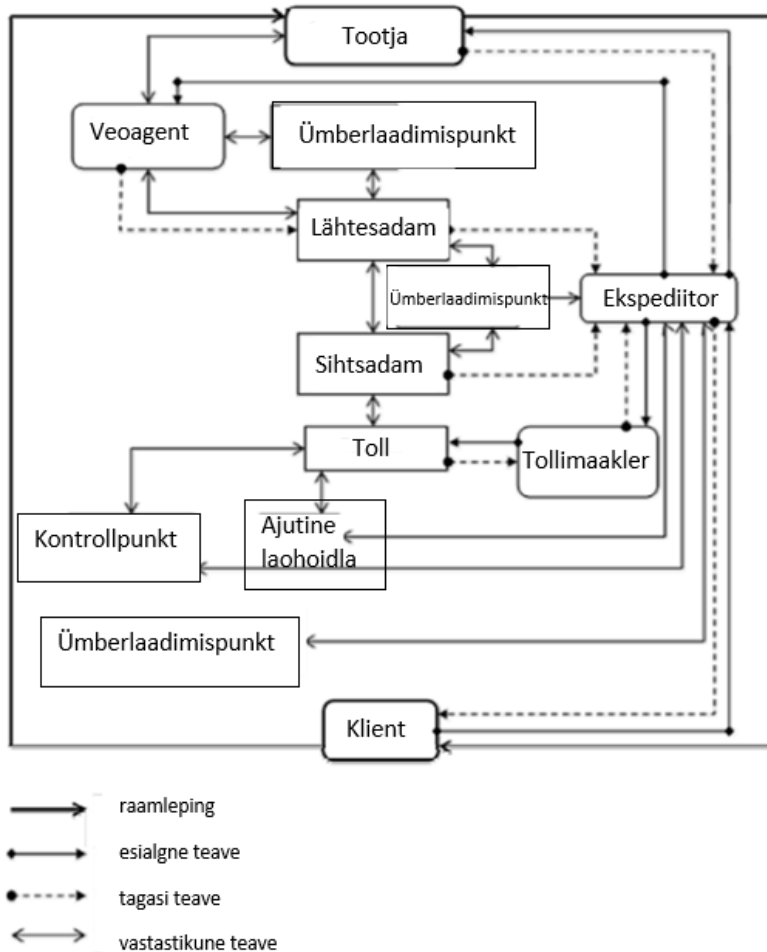 Tootja
Veoagent
Ümberlaadimispunkt
Lähtesadam
Ümberlaadimispunkt
Ekspediitor
Sihtsadam
Toll
Tollimaakler
Kontrollpunkt
Ajutine
laohoidla
Ümberlaadimispunkt
Klient
raamleping
esialgne teave
tagasi teave
vastastikune teave